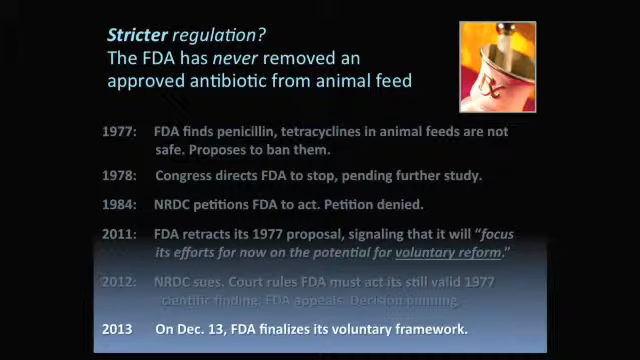 Stricter regulation?
The FDA has never removed an
approved antibiotic from animal feed
1977: FDA finds penicillin, tetracyclines in animal feeds are not
safe. Proposes to ban them.
1978: Congress directs FDA to stop, pending further study.
1984: NRDC petitions FDA to act. Petition denied.
2011: FDA retracts its 1977 proposal, signaling that it will "focus
its efforts for now on the potential for voluntary reform."
2012: NRDC sues. Court rules FDA must act its still valid 1977
cientific finding. FDA appeals. Decision
2013 On Dec. 13, FDA finalizes its voluntary framework.